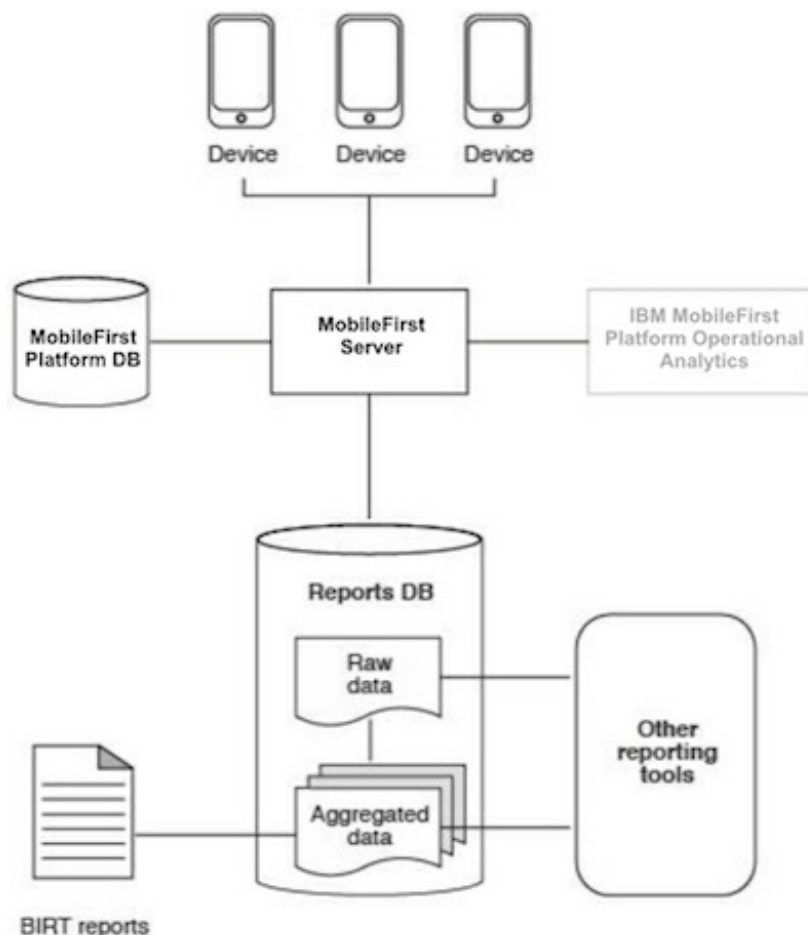 Device
Device
Device
MobileFirst
Platform DB
MobileFirst
Server
IBM MobileFirst
Platform Operational
Analytics
Reports DB
Raw
data
Aggregated
data
Other
reporting
tools
BIRT reports